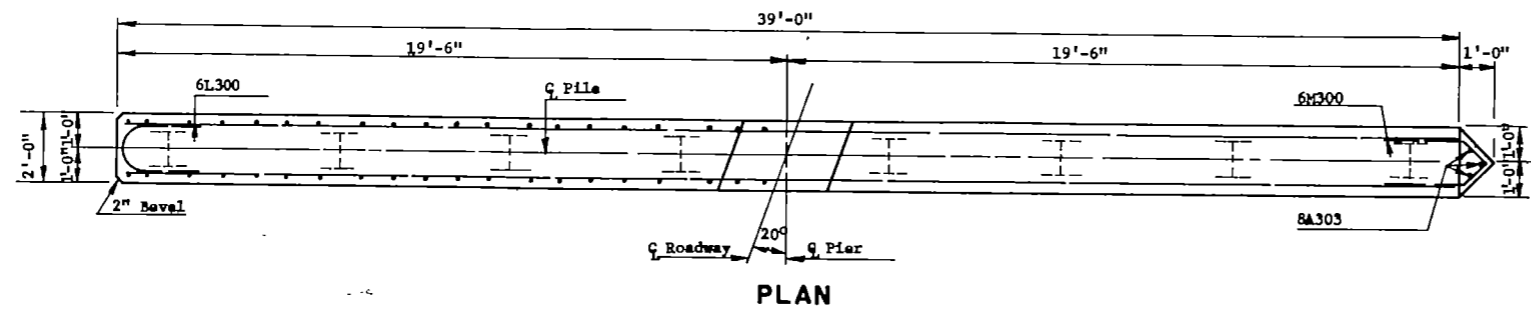 39'-0"
19'-6"
19'-6"
1'-0"
6L300
℄ Pile
6M300
2'-0"
1'-0"
1'-0"
1'-0"
1'-0"
2" Bevel
8A303
20°
℄ Roadway
℄ Pier
PLAN